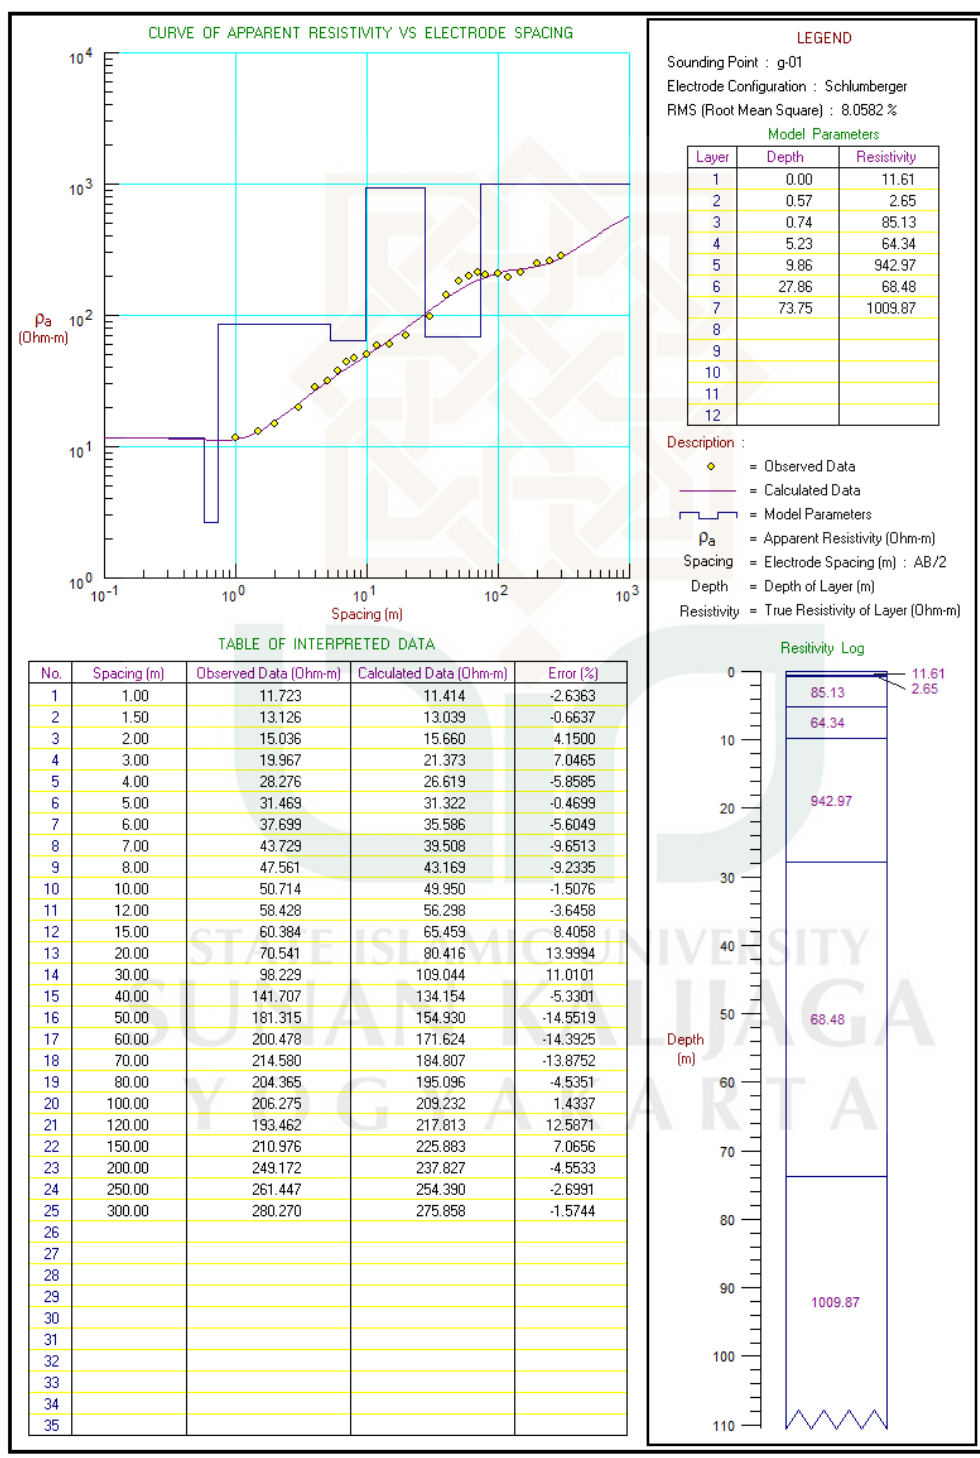 CURVE OF APPARENT RESISTIVITY VS ELECTRODE SPACING
10^4
10^3
ρa
(Ohm-m)
10^2
10^1
10^0
10^-1 10^0 10^1 10^2 10^3
Spacing (m)
LEGEND
Sounding Point : g-01
Electrode Configuration : Schlumberger
RMS (Root Mean Square) : 8.0582 %
Model Parameters
Layer Depth Resistivity
1 0.00 11.61
2 0.57 2.65
3 0.74 85.13
4 5.23 64.34
5 9.86 942.97
6 27.86 68.48
7 73.75 1009.87
8
9
10
11
12
Description :
= Observed Data
= Calculated Data
= Model Parameters
ρa = Apparent Resistivity (Ohm-m)
Spacing = Electrode Spacing (m) : AB/2
Depth = Depth of Layer (m)
Resistivity = True Resistivity of Layer (Ohm-m)
TABLE OF INTERPRETED DATA
No. Spacing (m) Observed Data (Ohm-m) Calculated Data (Ohm-m) Error (%)
1 1.00 11.723 11.414 -2.6363
2 1.50 13.126 13.039 -0.6637
3 2.00 15.036 15.660 4.1500
4 3.00 19.967 21.373 7.0465
5 4.00 28.276 26.619 -5.8585
6 5.00 31.469 31.322 -0.4699
7 6.00 37.699 35.586 -5.6049
8 7.00 43.729 39.508 -9.6513
9 8.00 47.561 43.169 -9.2335
10 10.00 50.714 49.950 -1.5076
11 12.00 58.428 56.298 -3.6458
12 15.00 60.384 65.459 8.4058
13 20.00 70.541 80.416 13.9994
14 30.00 98.229 109.044 11.0101
15 40.00 141.707 134.154 -5.3301
16 50.00 181.315 154.930 -14.5519
17 60.00 200.478 171.624 -14.3925
18 70.00 214.580 184.807 -13.8752
19 80.00 204.365 195.096 -4.5351
20 100.00 206.275 209.232 1.4337
21 120.00 193.462 217.813 12.5871
22 150.00 210.976 225.883 7.0656
23 200.00 249.172 237.827 -4.5533
24 250.00 261.447 254.390 -2.6991
25 300.00 280.270 275.858 -1.5744
26
27
28
29
30
31
32
33
34
35
Resitivity Log
0
10
20
30
40
50
60
70
80
90
100
110
Depth
(m)
11.61
2.65
85.13
64.34
942.97
68.48
1009.87
STATE ISLAMIC UNIVERSITY
SUNAN KALIJAGA
YOGYAKARTA